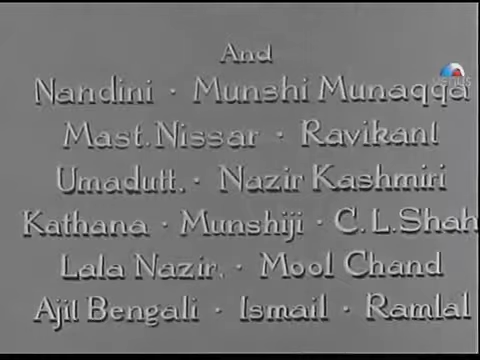 And
Nandini · Munshi Munaqqa
Mast. Nissar · Ravikant
Umadutt. · Nazir Kashmiri
Kathana · Munshiji · C.L. Shah
Lala Nazir. · Mool Chand
Ajit Bengali · Ismail · Ramlal
venus